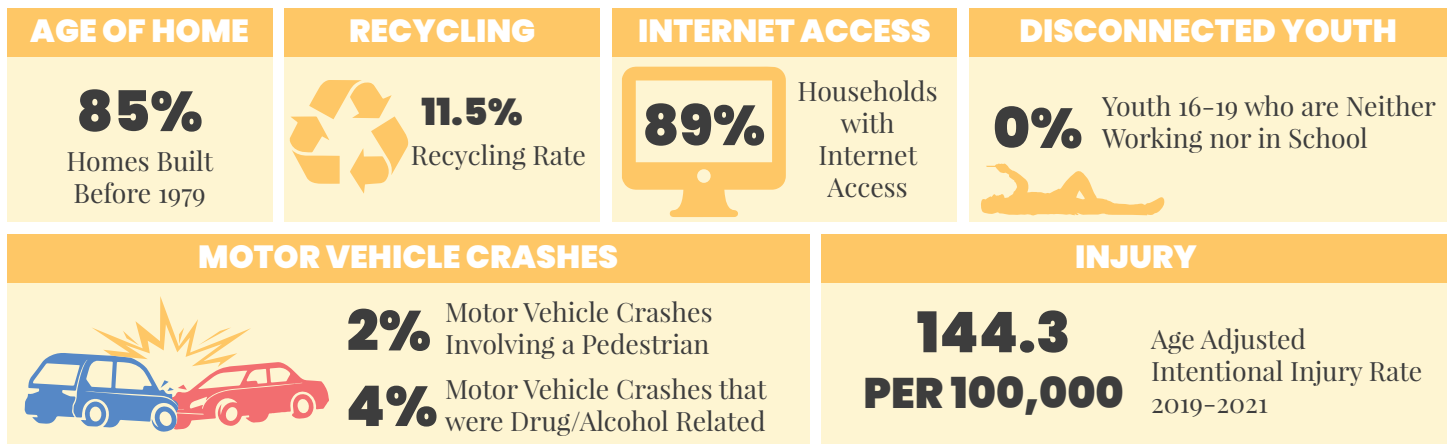 AGE OF HOME
85%
Homes Built
Before 1979
RECYCLING
11.5%
Recycling Rate
INTERNET ACCESS
89%
Households
with
Internet
Access
DISCONNECTED YOUTH
0%
Youth 16-19 who are Neither
Working nor in School
MOTOR VEHICLE CRASHES
2%
Motor Vehicle Crashes
Involving a Pedestrian
4%
Motor Vehicle Crashes that
were Drug/Alcohol Related
INJURY
144.3
PER 100,000
Age Adjusted
Intentional Injury Rate
2019-2021